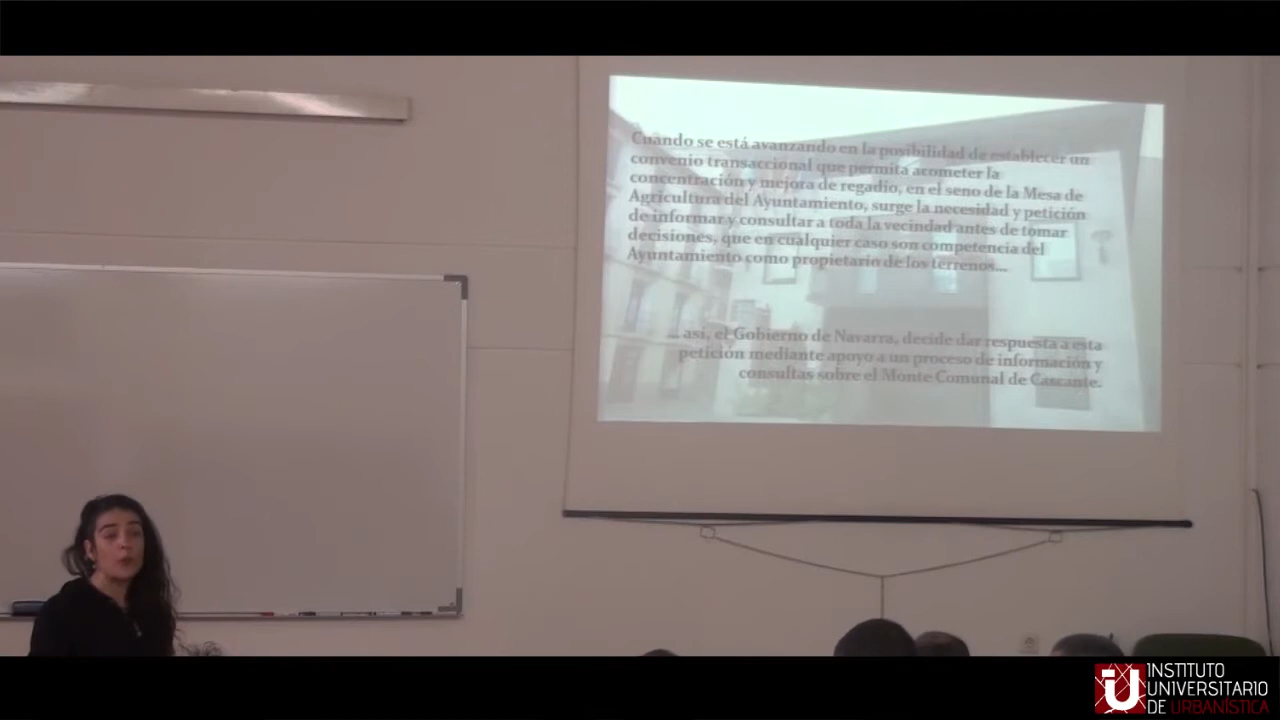 Cuando se está avanzando en la posibilidad de establecer un
convenio transaccional que permita acometer la
concentración y mejora de regadío, en el seno de la Mesa de
Agricultura del Ayuntamiento, surge la necesidad y petición
de informar y consultar a toda la vecindad antes de tomar
decisiones, que en cualquier caso son competencia del
Ayuntamiento como propietario de los terrenos...
... así, el Gobierno de Navarra, decide dar respuesta a esta
petición mediante apoyo a un proceso de información y
consultas sobre el Monte Comunal de Cascante.
iU INSTITUTO
UNIVERSITARIO
DE URBANÍSTICA